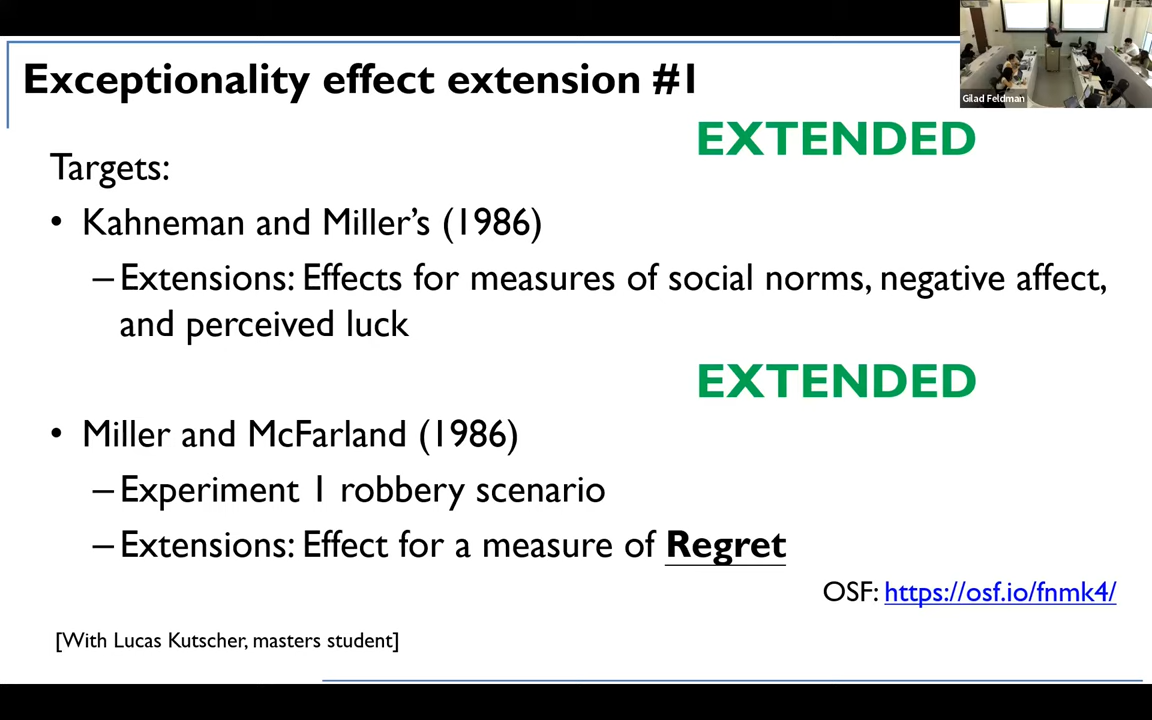 Exceptionality effect extension #1
Gilad Feldman
EXTENDED
Targets:
• Kahneman and Miller's (1986)
–Extensions: Effects for measures of social norms, negative affect,
and perceived luck
EXTENDED
• Miller and McFarland (1986)
–Experiment 1 robbery scenario
–Extensions: Effect for a measure of Regret
OSF: https://osf.io/fnmk4/
[With Lucas Kutscher, masters student]